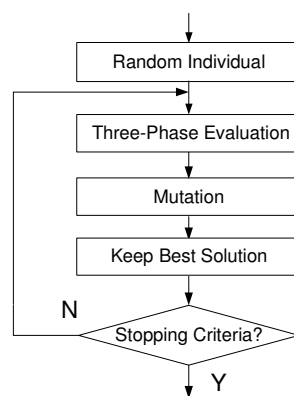 Random Individual
Three-Phase Evaluation
Mutation
Keep Best Solution
N
Stopping Criteria?
Y